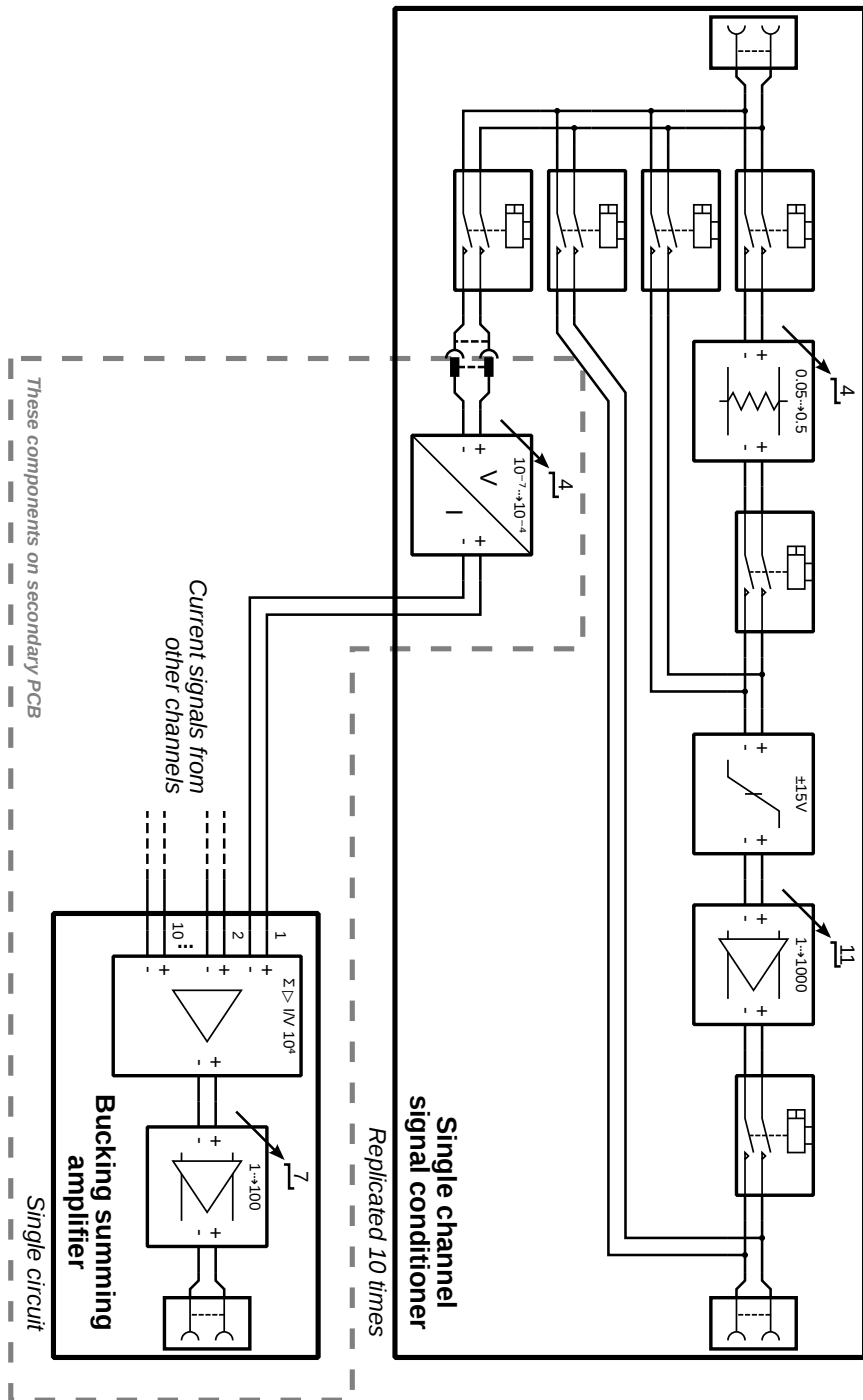 4
0.05⇢0.5
+ +
- -
±15V
+ +
- -
11
1⇢1000
+ +
- -
4
10⁻⁷⇢10⁻⁴
V
I
+ +
- -
Single channel
signal conditioner
Replicated 10 times
These components on secondary PCB
Current signals from
other channels
1
2
⋮
10
+
-
+
-
+
-
Σ ▷ I/V 10⁴
+
-
7
1⇢100
+ +
- -
Bucking summing
amplifier
Single circuit